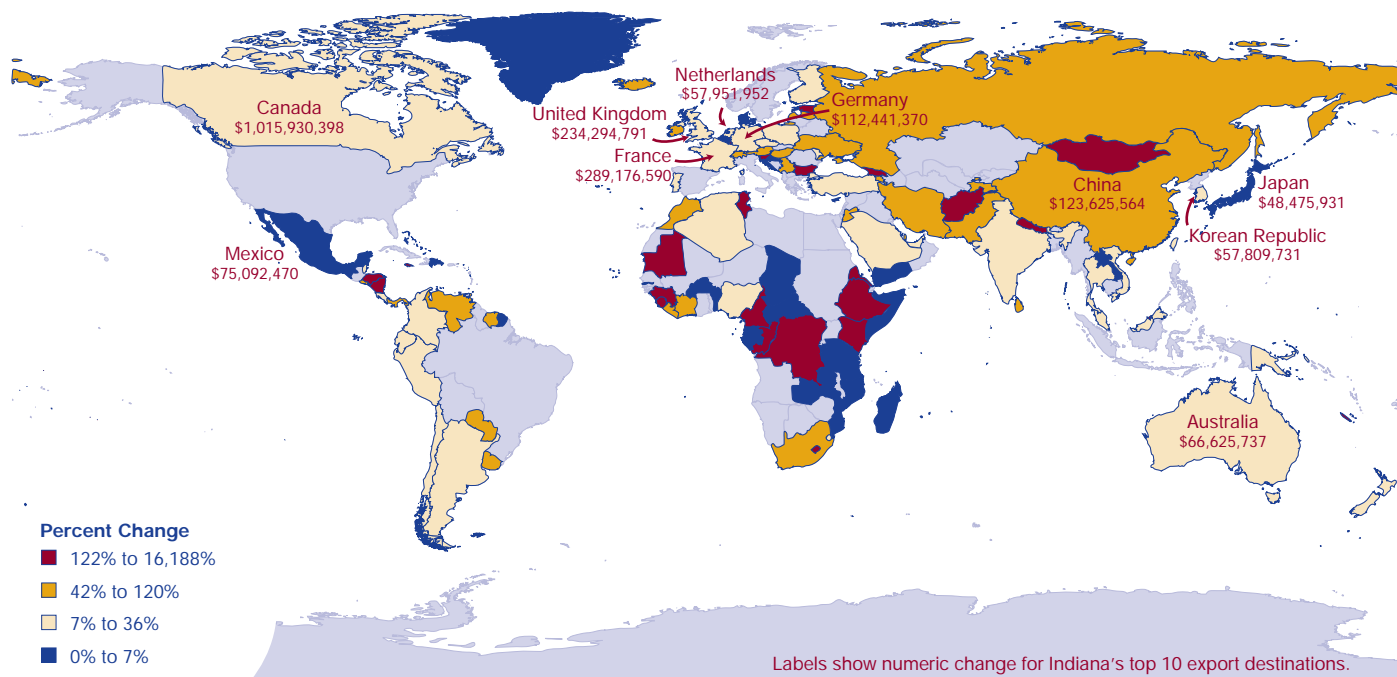 Netherlands
$57,951,952
Canada
$1,015,930,398
United Kingdom
$234,294,791
Germany
$112,441,370
France
$289,176,590
China
$123,625,564
Japan
$48,475,931
Korean Republic
$57,809,731
Mexico
$75,092,470
Australia
$66,625,737
Percent Change
122% to 16,188%
42% to 120%
7% to 36%
0% to 7%
Labels show numeric change for Indiana's top 10 export destinations.